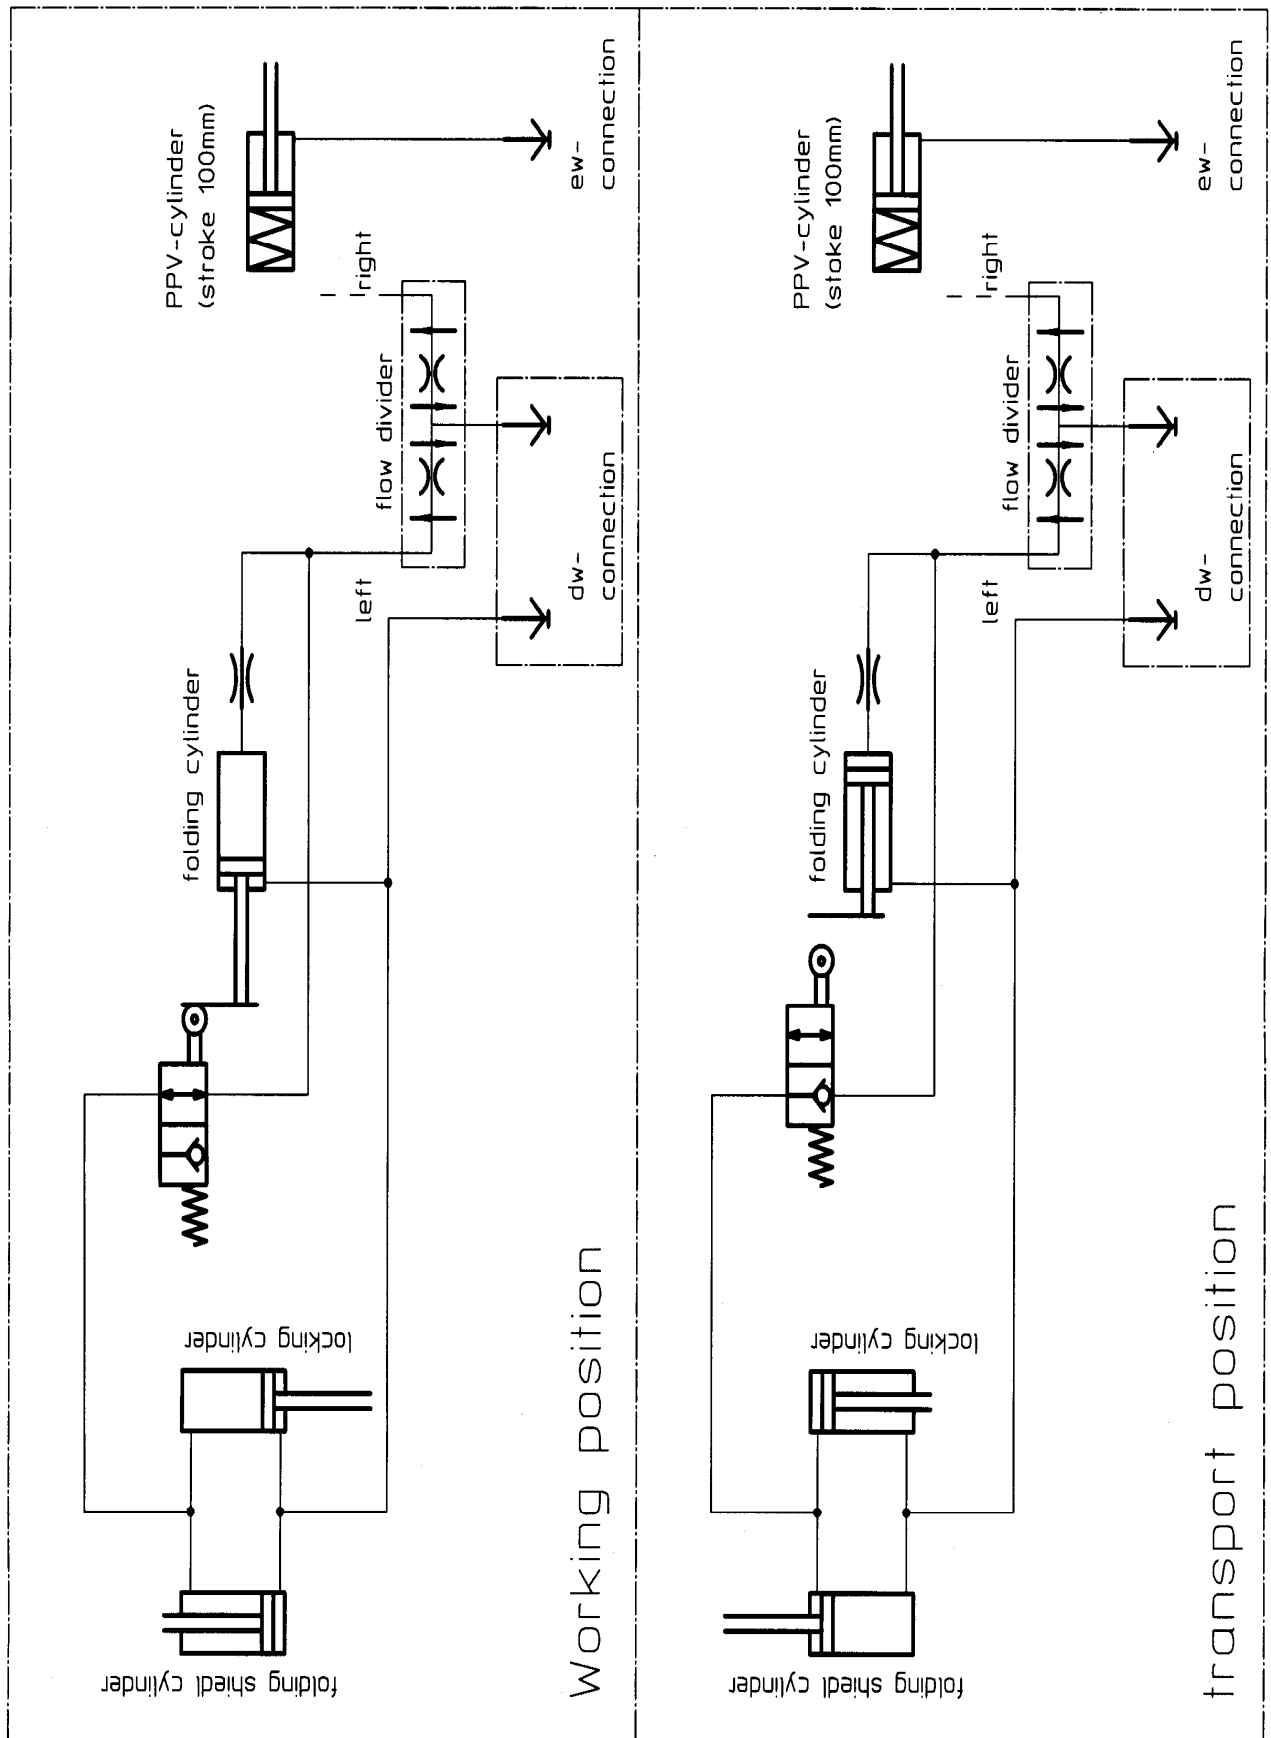 PPV-cylinder
(stroke 100mm)
ew-
connection
right
flow divider
dw-
connection
left
folding cylinder
locking cylinder
folding shiedl cylinder
Working position
PPV-cylinder
(stoke 100mm)
ew-
connection
right
flow divider
dw-
connection
left
folding cylinder
locking cylinder
folding shiedl cylinder
transport position